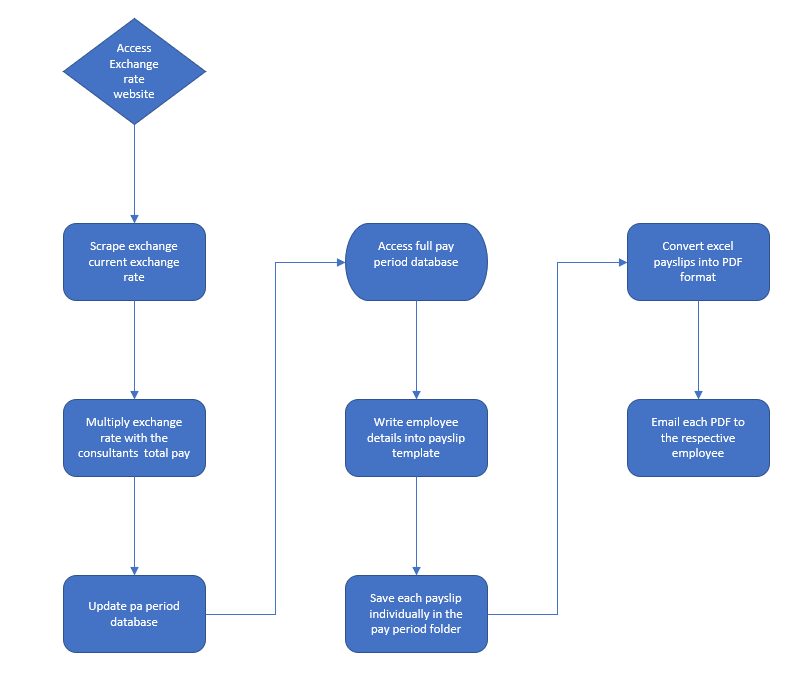 Access
Exchange
rate
website
Scrape exchange
current exchange
rate
Multiply exchange
rate with the
consultants total pay
Update pa period
database
Access full pay
period database
Write employee
details into payslip
template
Save each payslip
individually in the
pay period folder
Convert excel
payslips into PDF
format
Email each PDF to
the respective
employee